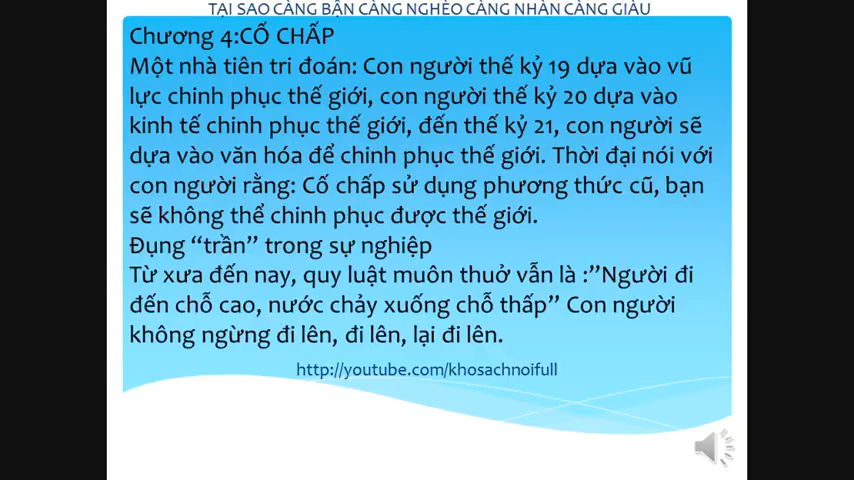 TẠI SAO CÀNG BẬN CÀNG NGHÈO CÀNG NHÀN CÀNG GIÀU
Chương 4:CỐ CHẤP
Một nhà tiên tri đoán: Con người thế kỷ 19 dựa vào vũ
lực chinh phục thế giới, con người thế kỷ 20 dựa vào
kinh tế chinh phục thế giới, đến thế kỷ 21, con người sẽ
dựa vào văn hóa để chinh phục thế giới. Thời đại nói với
con người rằng: Cố chấp sử dụng phương thức cũ, bạn
sẽ không thể chinh phục được thế giới.
Đụng “trần” trong sự nghiệp
Từ xưa đến nay, quy luật muôn thuở vẫn là :”Người đi
đến chỗ cao, nước chảy xuống chỗ thấp” Con người
không ngừng đi lên, đi lên, lại đi lên.
http://youtube.com/khosachnoifull